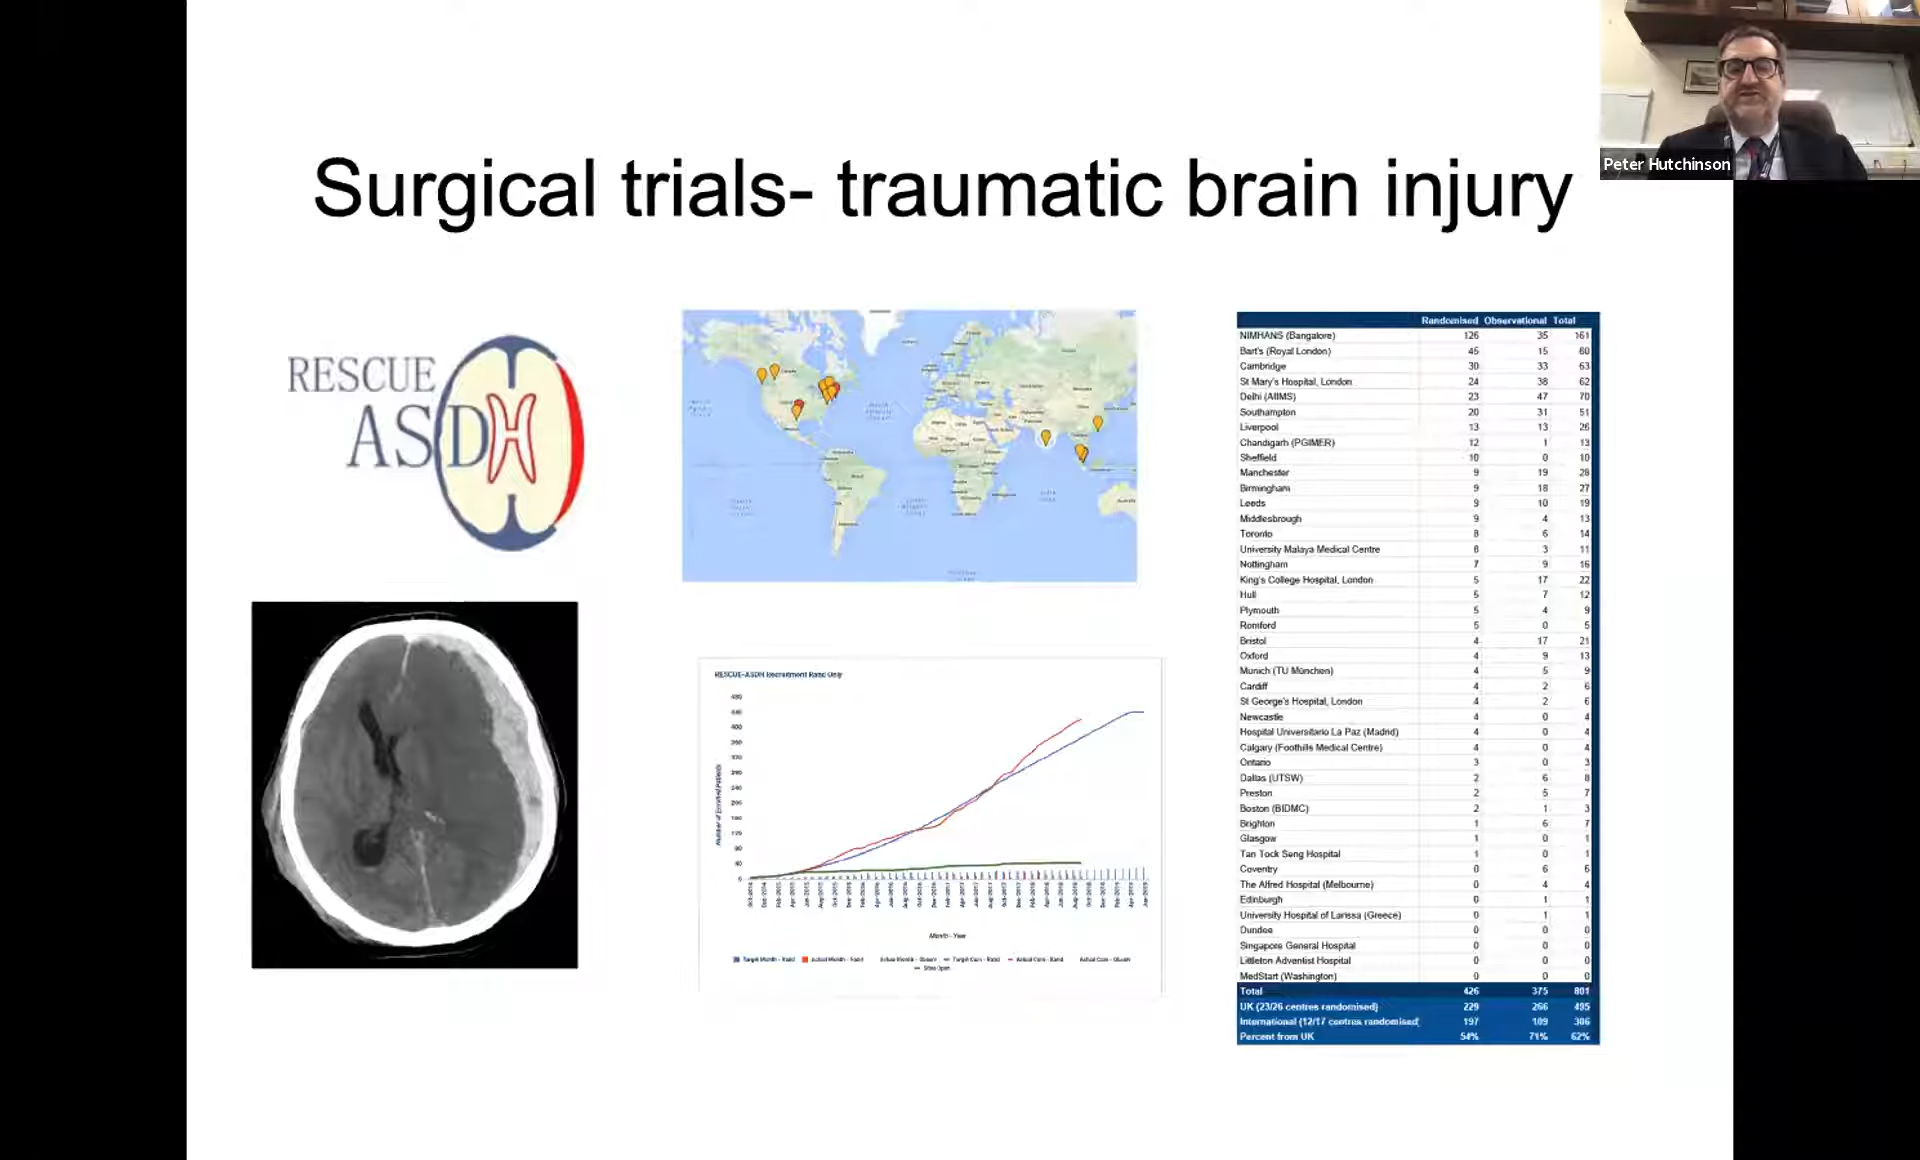 Peter Hutchinson
Surgical trials- traumatic brain injury
RESCUE
ASDH
RESCUE-ASDH Recruitment Rand Only
Number of Enrolled Patients
Month - Year
Target Month - Rand Actual Month - Rand Actual Month - Observ Target Cum - Rand Actual Cum - Rand Actual Cum - Observ
Sites Open
Randomised Observational Total
NIMHANS (Bangalore) 126 35 161
Bart's (Royal London) 45 15 60
Cambridge 30 33 63
St Mary's Hospital, London 24 38 62
Delhi (AIIMS) 23 47 70
Southampton 20 31 51
Liverpool 13 13 26
Chandigarh (PGIMER) 12 1 13
Sheffield 10 0 10
Manchester 9 19 28
Birmingham 9 18 27
Leeds 9 10 19
Middlesbrough 9 4 13
Toronto 8 6 14
University Malaya Medical Centre 8 3 11
Nottingham 7 9 16
King's College Hospital, London 5 17 22
Hull 5 7 12
Plymouth 5 4 9
Romford 5 0 5
Bristol 4 17 21
Oxford 4 9 13
Munich (TU München) 4 5 9
Cardiff 4 2 6
St George's Hospital, London 4 2 6
Newcastle 4 0 4
Hospital Universitario La Paz (Madrid) 4 0 4
Calgary (Foothills Medical Centre) 4 0 4
Ontario 3 0 3
Dallas (UTSW) 2 6 8
Preston 2 5 7
Boston (BIDMC) 2 1 3
Brighton 1 6 7
Glasgow 1 0 1
Tan Tock Seng Hospital 1 0 1
Coventry 0 6 6
The Alfred Hospital (Melbourne) 0 4 4
Edinburgh 0 1 1
University Hospital of Larissa (Greece) 0 1 1
Dundee 0 0 0
Singapore General Hospital 0 0 0
Littleton Adventist Hospital 0 0 0
MedStart (Washington) 0 0 0
Total 426 375 801
UK (23/26 centres randomised) 229 266 495
International (12/17 centres randomised) 197 109 306
Percent from UK 54% 71% 62%